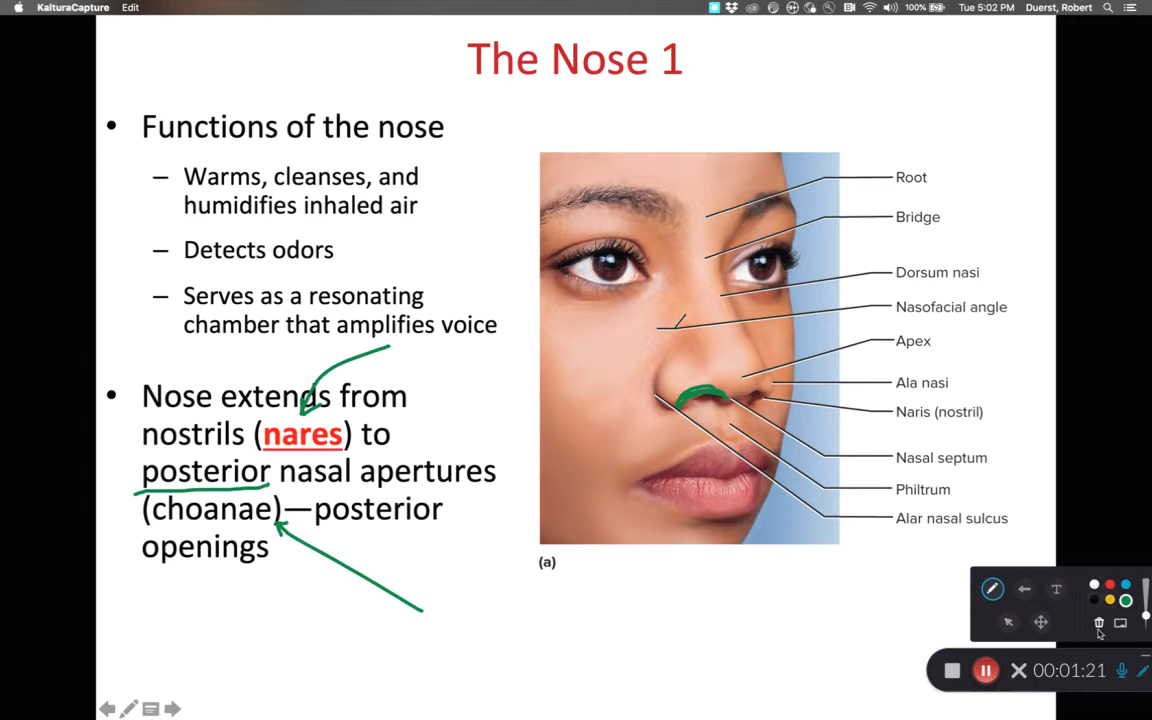 KalturaCapture Edit 100% Tue 5:02 PM Duerst, Robert
The Nose 1
• Functions of the nose
– Warms, cleanses, and
humidifies inhaled air
– Detects odors
– Serves as a resonating
chamber that amplifies voice
• Nose extends from
nostrils (nares) to
posterior nasal apertures
(choanae)—posterior
openings
Root
Bridge
Dorsum nasi
Nasofacial angle
Apex
Ala nasi
Naris (nostril)
Nasal septum
Philtrum
Alar nasal sulcus
(a)
T
00:01:21